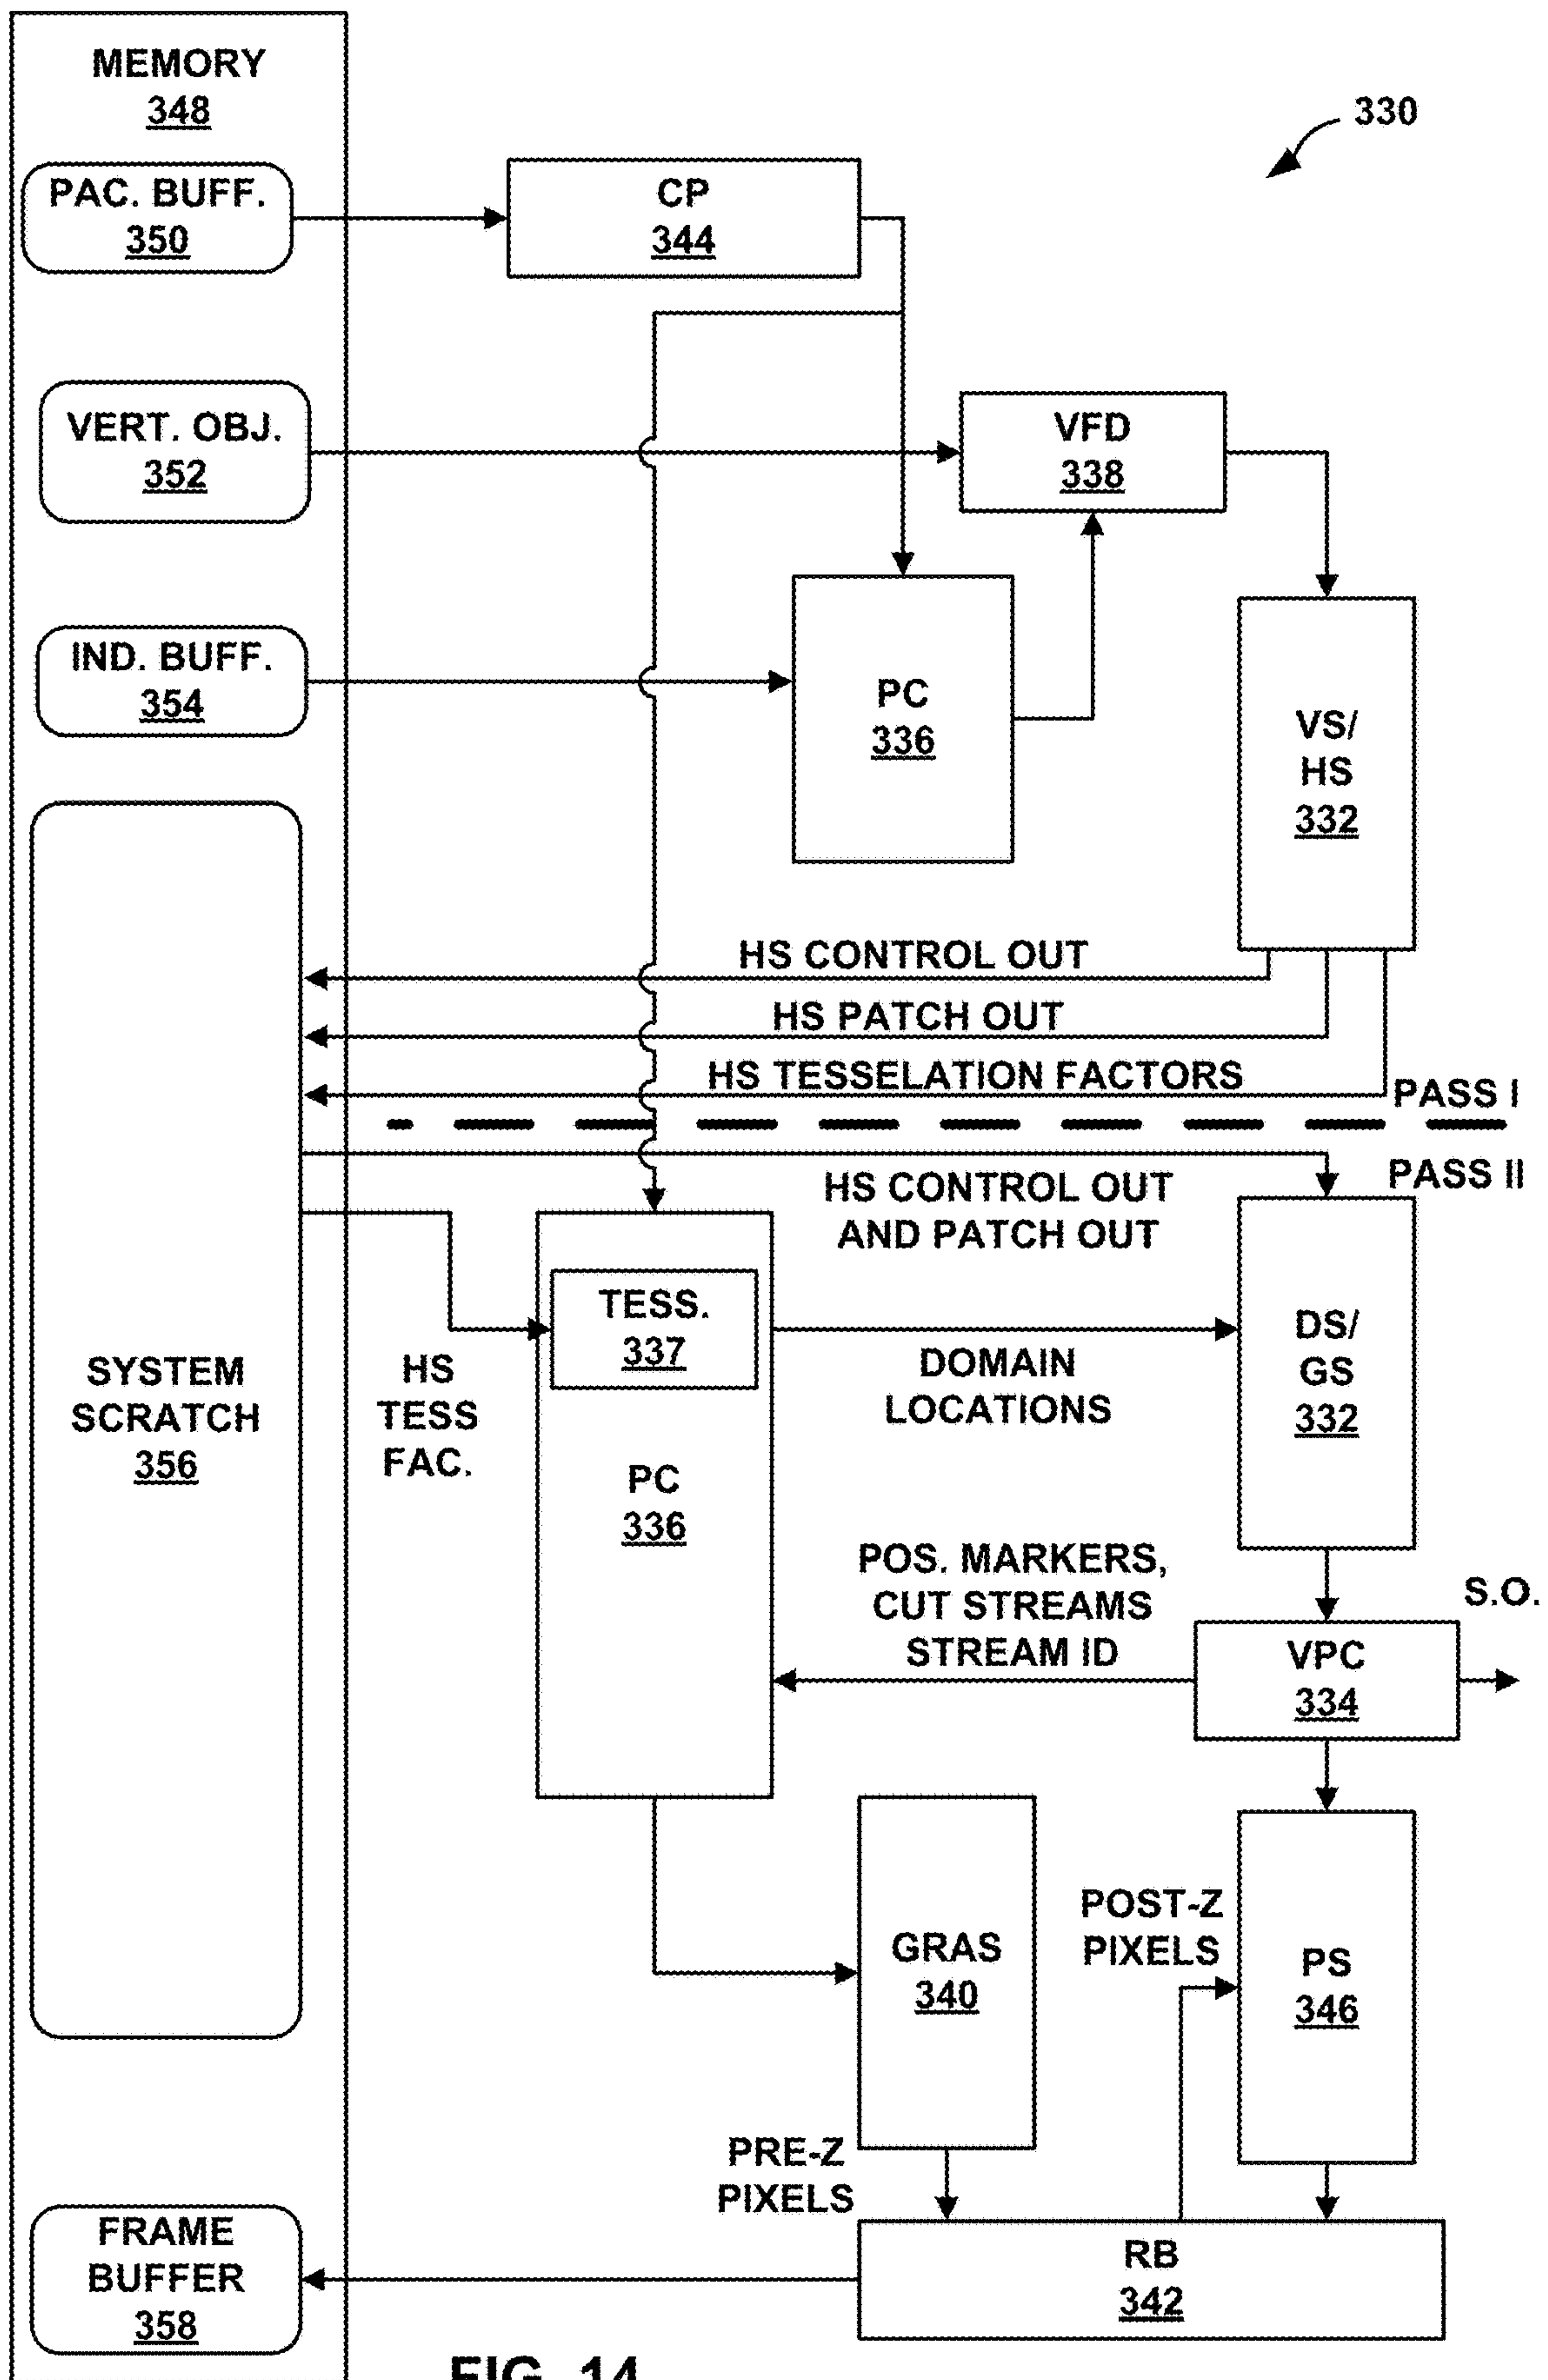 MEMORY
348
330
PAC. BUFF.
350
CP
344
VERT. OBJ.
352
VFD
338
IND. BUFF.
354
PC
336
VS/
HS
332
HS CONTROL OUT
HS PATCH OUT
HS TESSELATION FACTORS
PASS I
PASS II
HS CONTROL OUT
AND PATCH OUT
TESS.
337
PC
336
HS
TESS
FAC.
DOMAIN
LOCATIONS
DS/
GS
332
SYSTEM
SCRATCH
356
POS. MARKERS,
CUT STREAMS
STREAM ID
S.O.
VPC
334
GRAS
340
POST-Z
PIXELS
PS
346
PRE-Z
PIXELS
FRAME
BUFFER
358
RB
342
FIG. 14